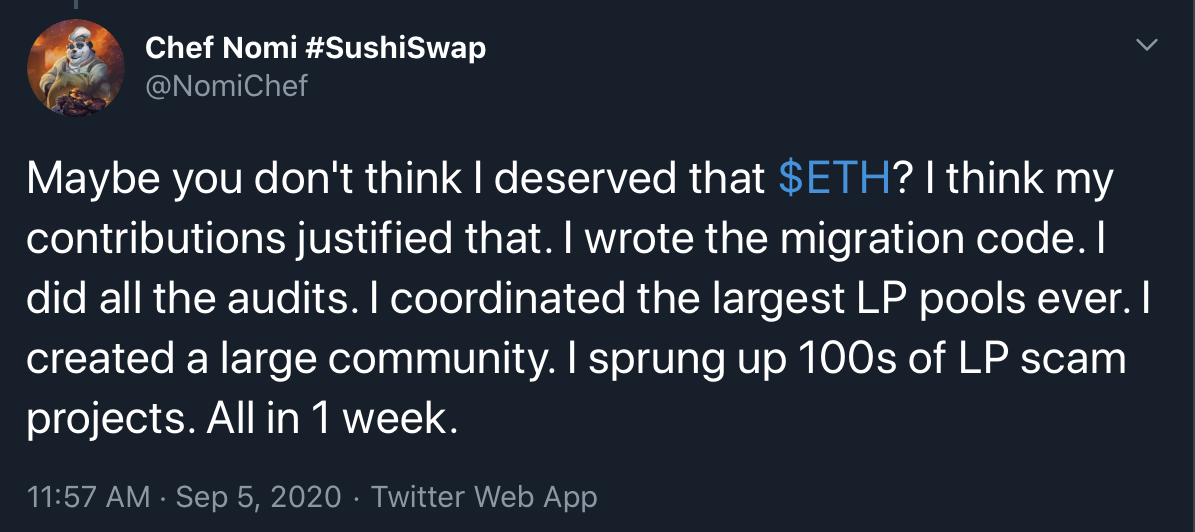 Chef Nomi #SushiSwap
@NomiChef
Maybe you don't think I deserved that $ETH? I think my
contributions justified that. I wrote the migration code. I
did all the audits. I coordinated the largest LP pools ever. I
created a large community. I sprung up 100s of LP scam
projects. All in 1 week.
11:57 AM · Sep 5, 2020 · Twitter Web App